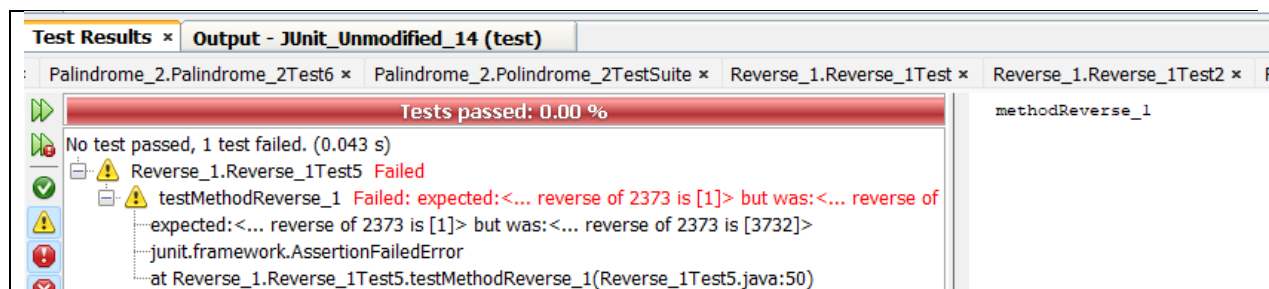 Test Results × Output - JUnit_Unmodified_14 (test)
Palindrome_2.Palindrome_2Test6 × Palindrome_2.Polindrome_2TestSuite × Reverse_1.Reverse_1Test × Reverse_1.Reverse_1Test2 ×
Tests passed: 0.00 %
methodReverse_1
No test passed, 1 test failed. (0.043 s)
Reverse_1.Reverse_1Test5 Failed
testMethodReverse_1 Failed: expected:<... reverse of 2373 is [1]> but was:<... reverse of
expected:<... reverse of 2373 is [1]> but was:<... reverse of 2373 is [3732]>
junit.framework.AssertionFailedError
at Reverse_1.Reverse_1Test5.testMethodReverse_1(Reverse_1Test5.java:50)